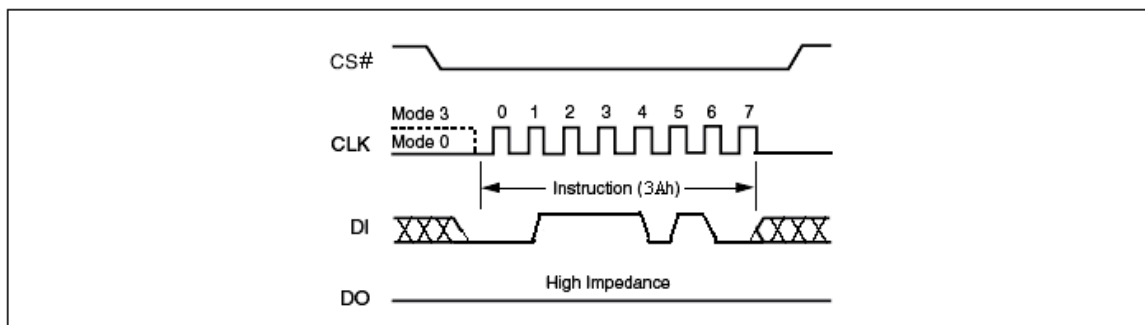 CS#
Mode 3
0 1 2 3 4 5 6 7
CLK
Mode 0
Instruction (3Ah)
DI
High Impedance
DO